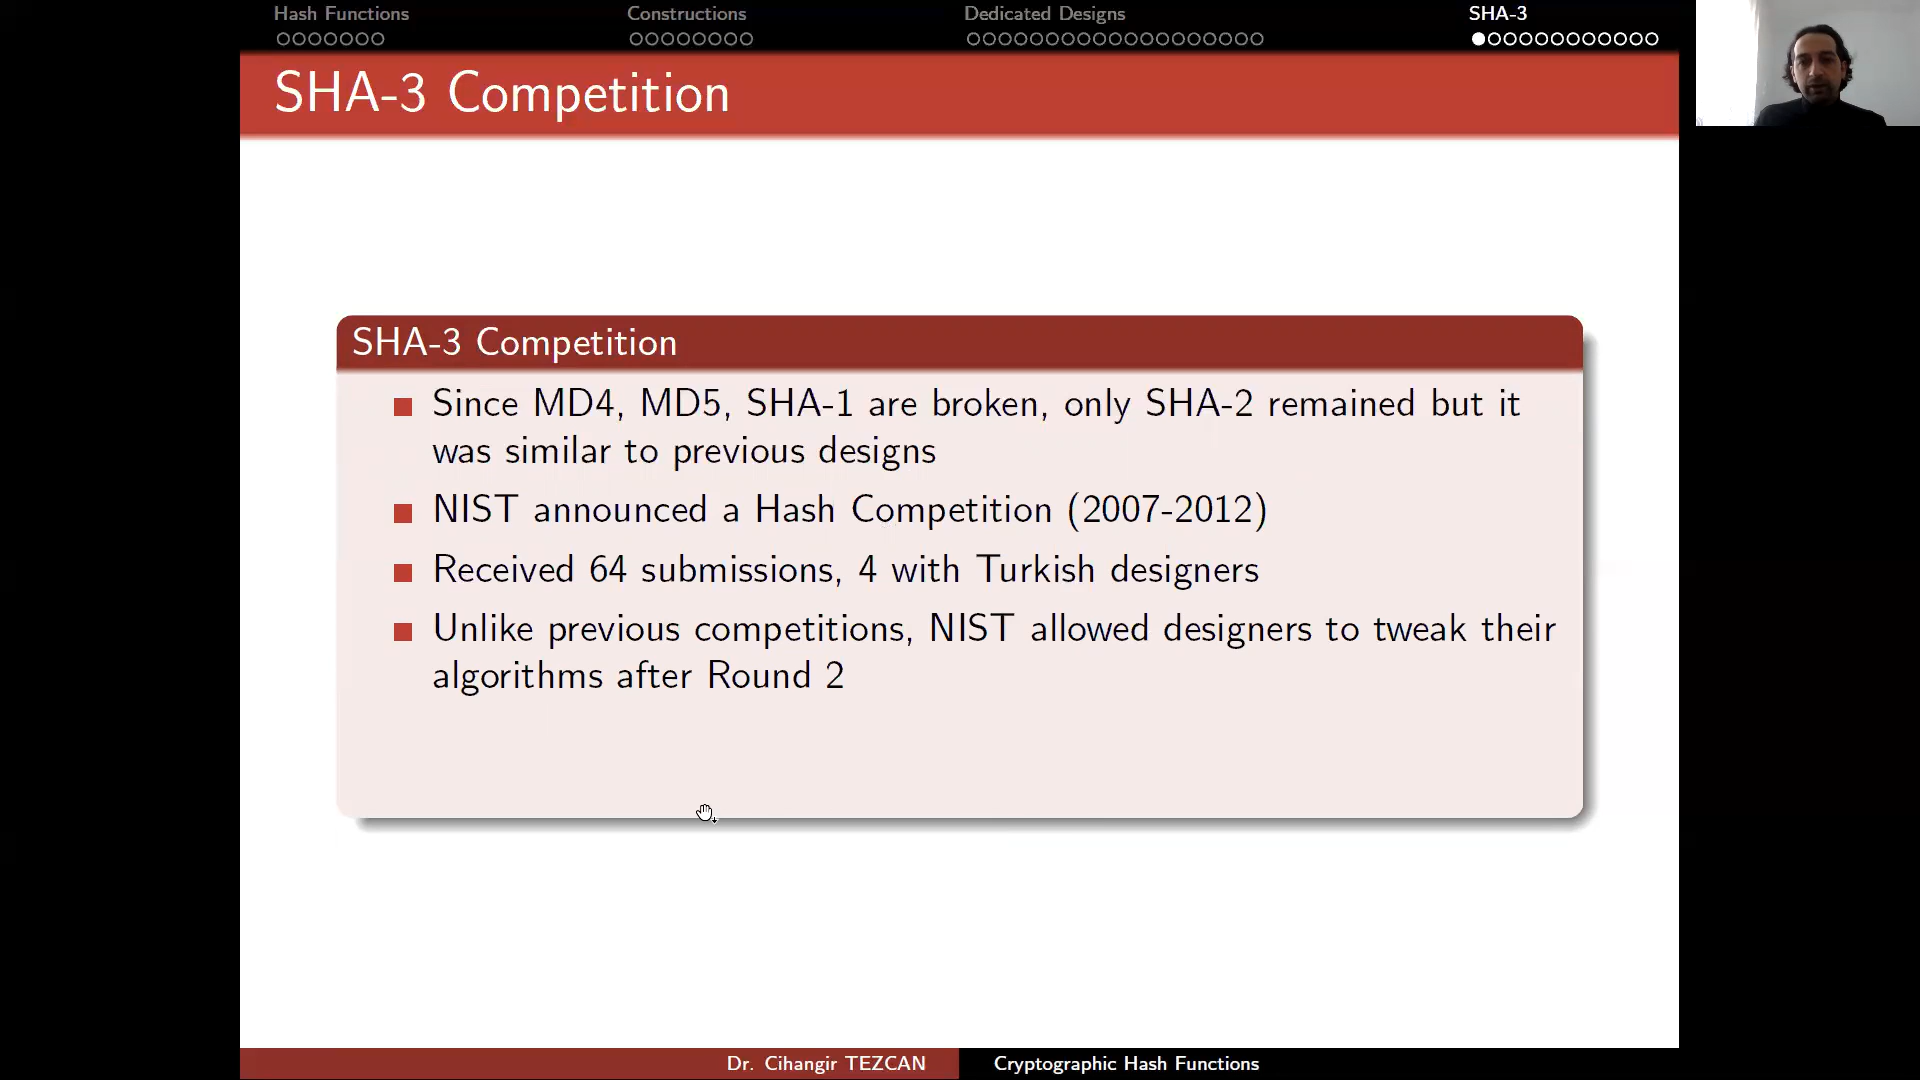 Hash Functions
Constructions
Dedicated Designs
SHA-3
SHA-3 Competition
SHA-3 Competition
Since MD4, MD5, SHA-1 are broken, only SHA-2 remained but it
was similar to previous designs
NIST announced a Hash Competition (2007-2012)
Received 64 submissions, 4 with Turkish designers
Unlike previous competitions, NIST allowed designers to tweak their
algorithms after Round 2
Dr. Cihangir TEZCAN
Cryptographic Hash Functions